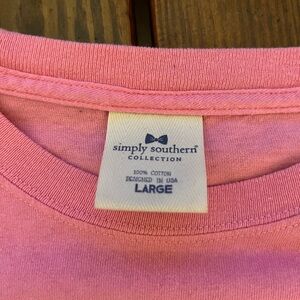 simply southern®
COLLECTION
100% COTTON
DESIGNED IN USA
LARGE